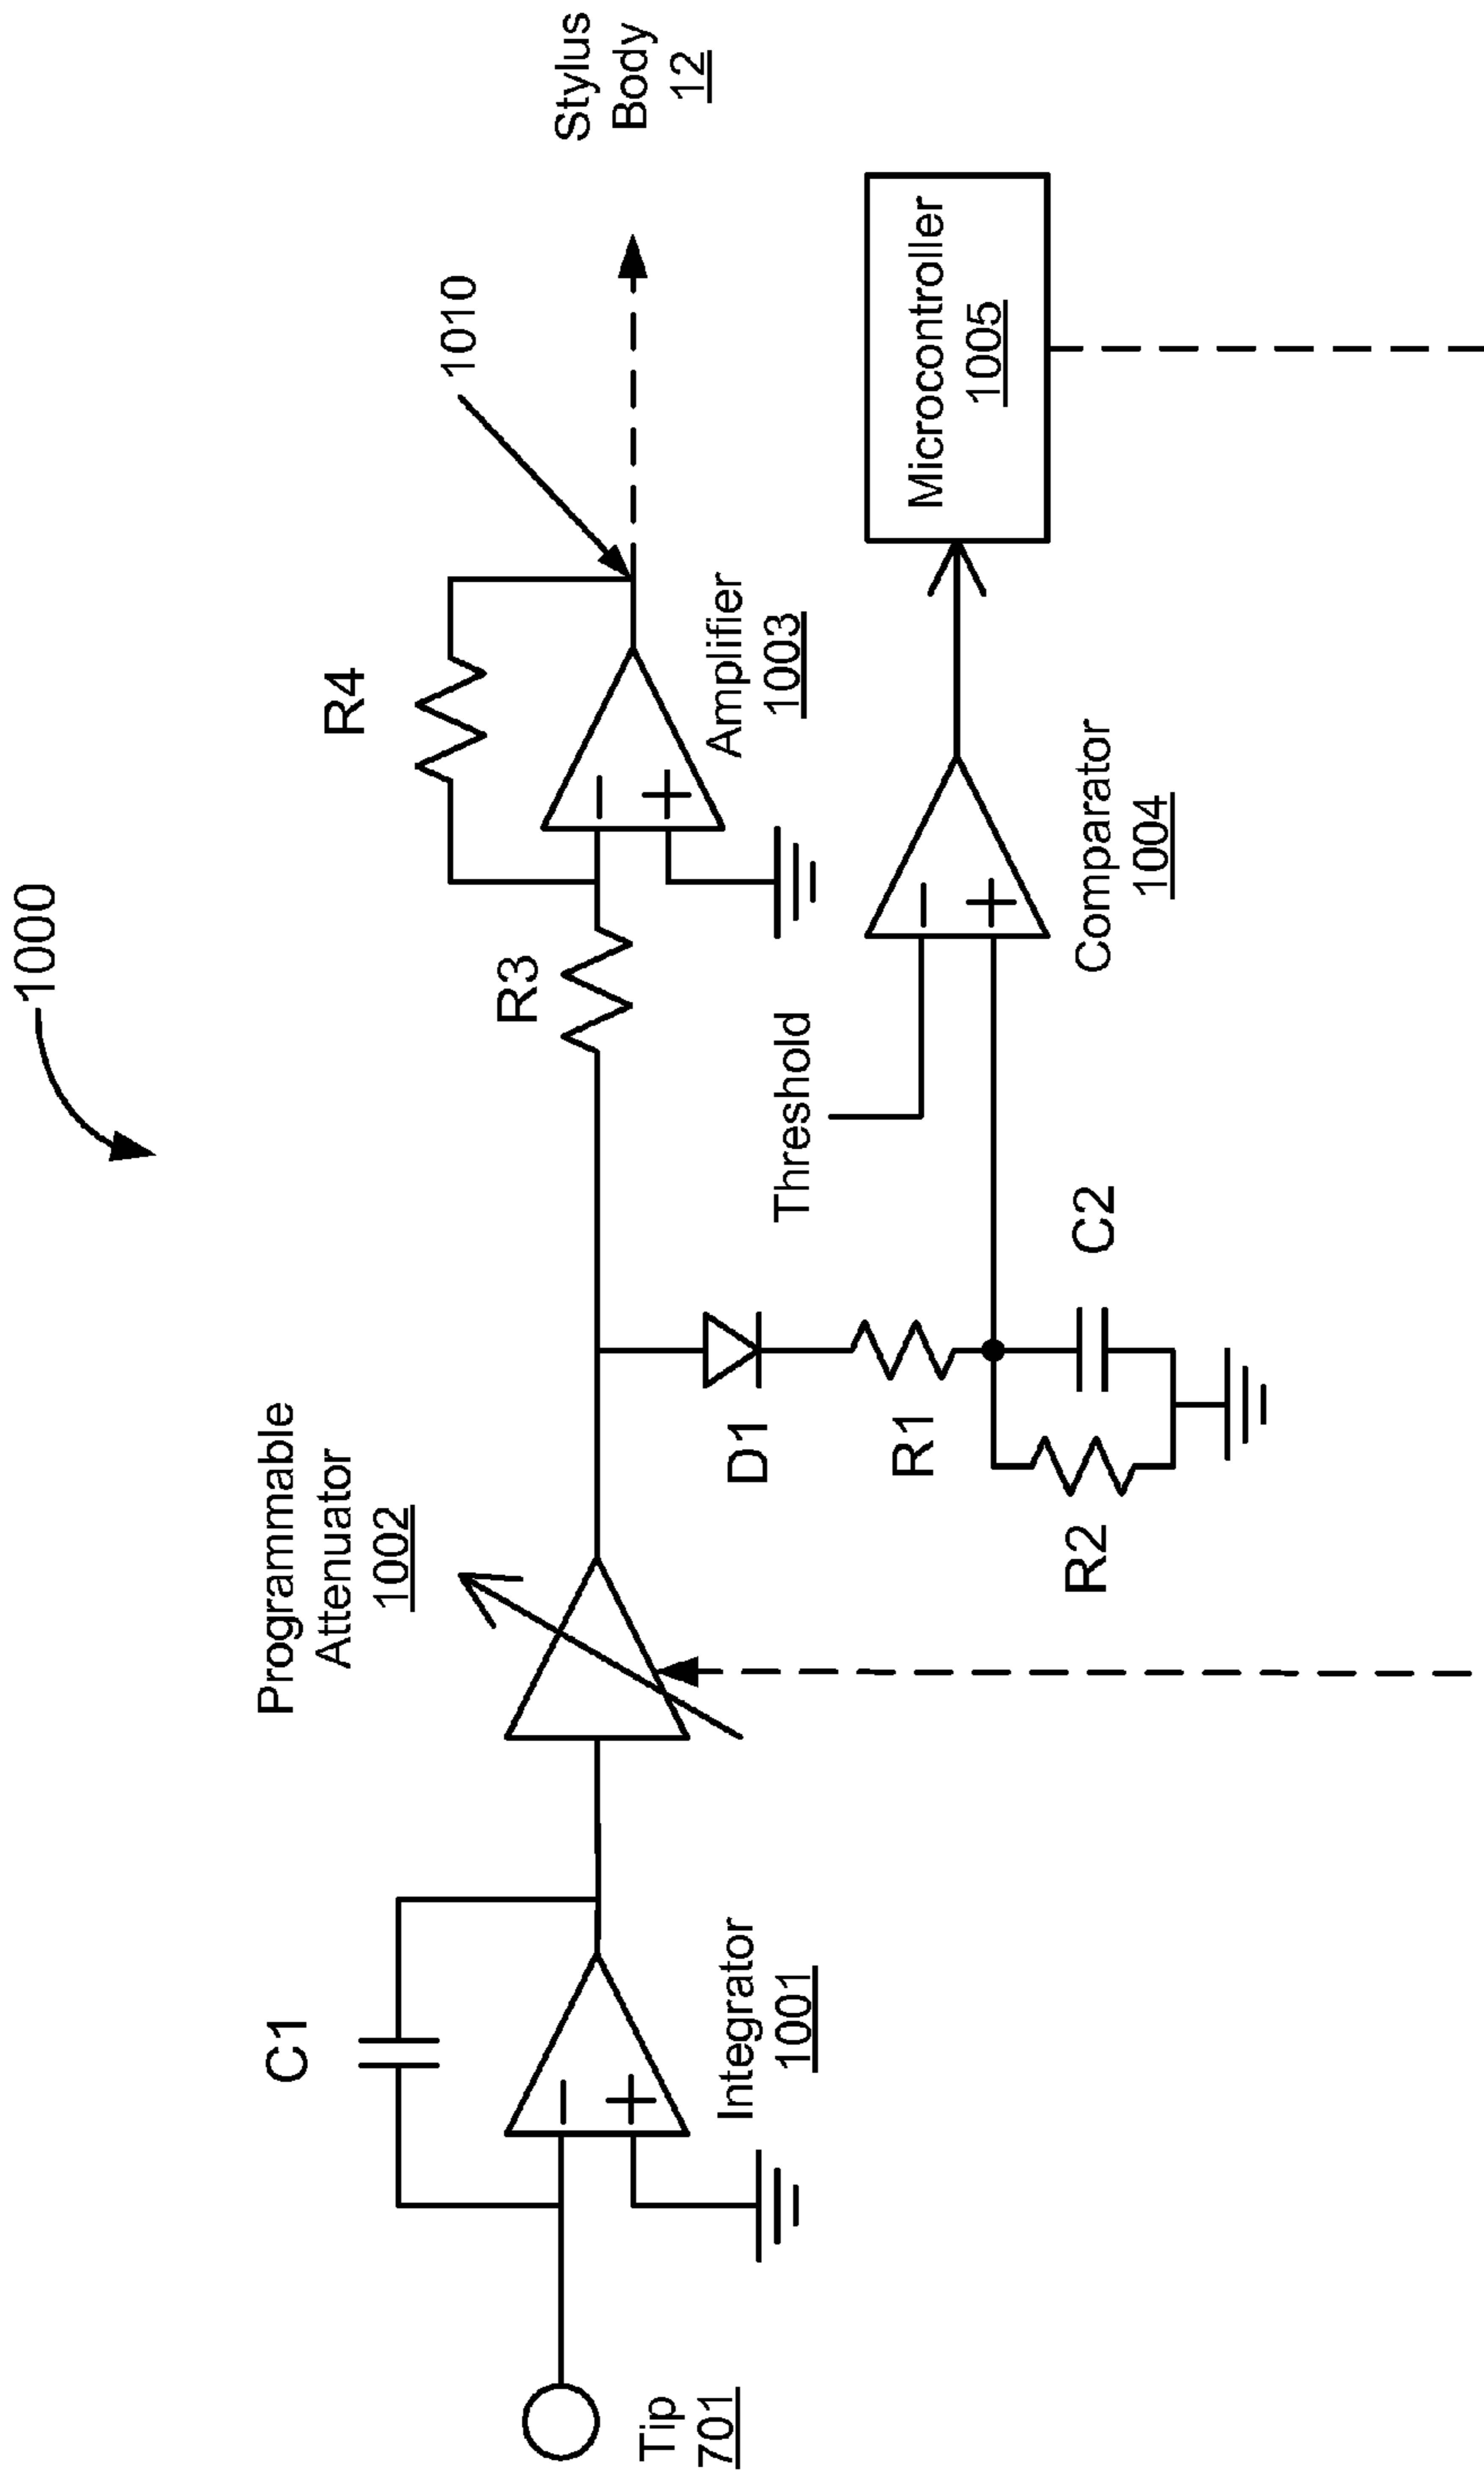 1000
C1
Tip
701
Integrator
1001
Programmable
Attenuator
1002
D1
R1
R2
C2
R3
R4
Threshold
Amplifier
1003
1010
Stylus
Body
12
Comparator
1004
Microcontroller
1005
−
+
−
+
−
+